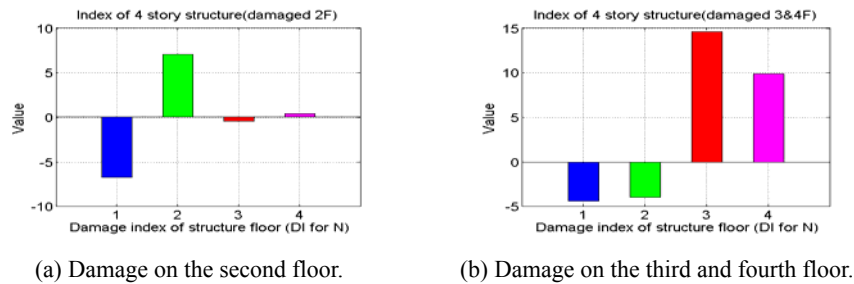 Index of 4 story structure(damaged 2F)
10
5
0
-5
-10
Value
1 2 3 4
Damage index of structure floor (DI for N)
(a) Damage on the second floor.
Index of 4 story structure(damaged 3&4F)
15
10
5
0
-5
Value
1 2 3 4
Damage index of structure floor (DI for N)
(b) Damage on the third and fourth floor.